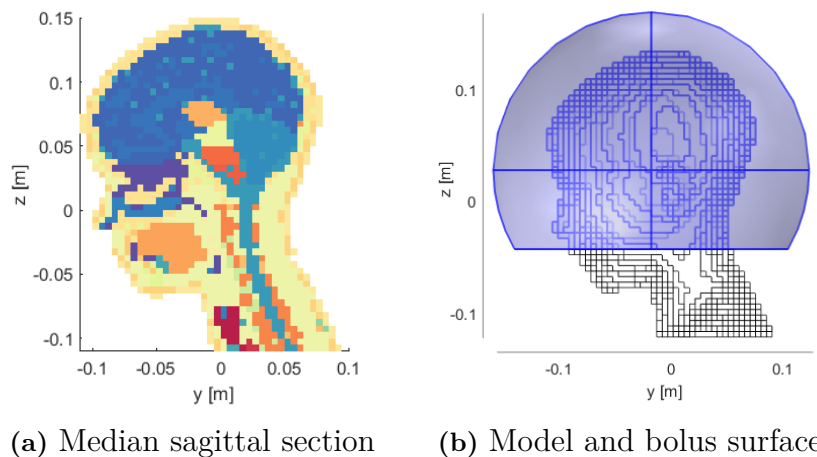 0.15
0.1
0.05
0
-0.05
-0.1
z [m]
-0.1 -0.05 0 0.05 0.1
y [m]
0.1
0
-0.1
z [m]
-0.1 0 0.1
y [m]
(a) Median sagittal section
(b) Model and bolus surface